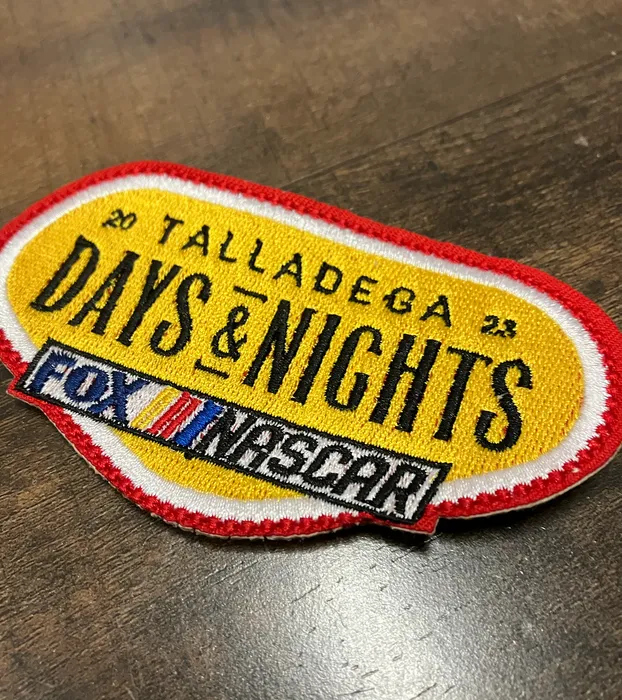 20 TALLADEGA 23
DAYS & NIGHTS
FOX NASCAR